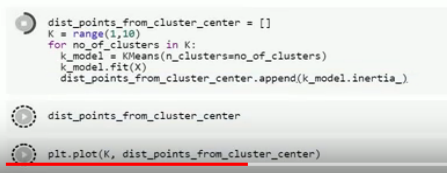 dist_points_from_cluster_center = []
K = range(1,10)
for no_of_clusters in K:
  k_model = KMeans(n_clusters=no_of_clusters)
  k_model.fit(X)
  dist_points_from_cluster_center.append(k_model.inertia_)
dist_points_from_cluster_center
plt.plot(K, dist_points_from_cluster_center)